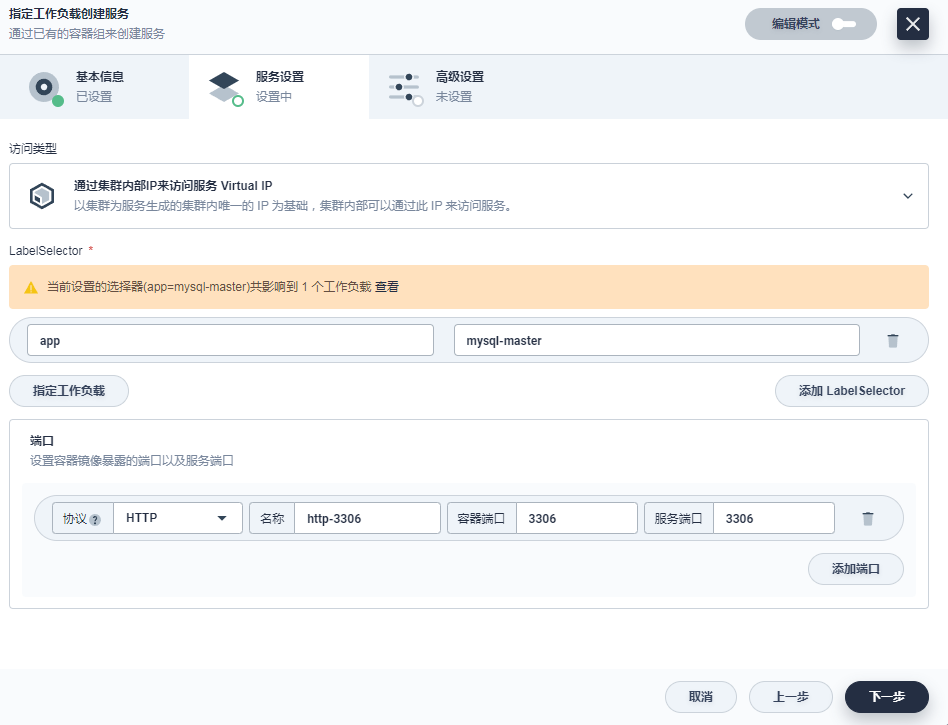 指定工作负载创建服务
通过已有的容器组来创建服务
编辑模式
基本信息
已设置
服务设置
设置中
高级设置
未设置
访问类型
通过集群内部IP来访问服务 Virtual IP
以集群为服务生成的集群内唯一的 IP 为基础，集群内部可以通过此 IP 来访问服务。
LabelSelector *
当前设置的选择器(app=mysql-master)共影响到 1 个工作负载 查看
app mysql-master
指定工作负载 添加 LabelSelector
端口
设置容器镜像暴露的端口以及服务端口
协议 ? HTTP 名称 http-3306 容器端口 3306 服务端口 3306
添加端口
取消 上一步 下一步